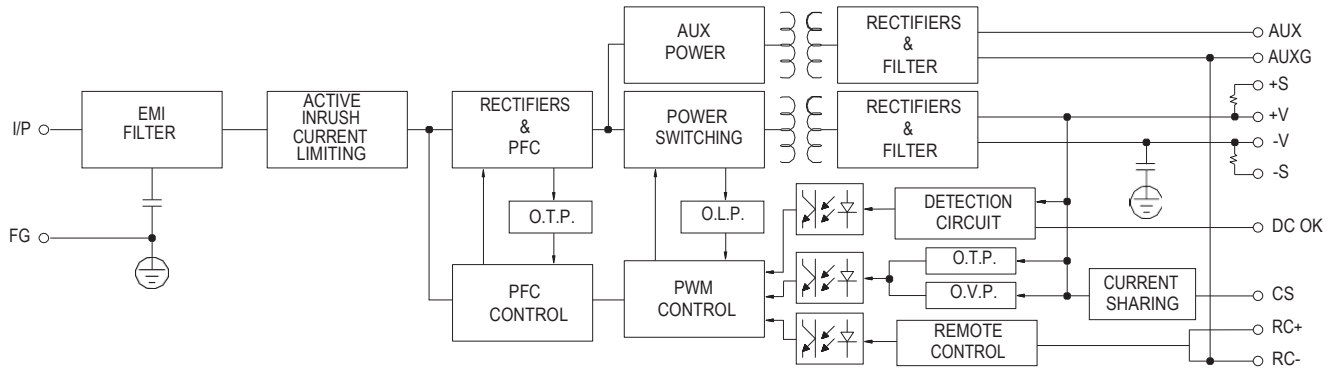 AUX
POWER
RECTIFIERS
&
FILTER
AUX
AUXG
I/P
EMI
FILTER
ACTIVE
INRUSH
CURRENT
LIMITING
RECTIFIERS
&
PFC
POWER
SWITCHING
RECTIFIERS
&
FILTER
+S
+V
-V
-S
FG
O.T.P.
O.L.P.
DETECTION
CIRCUIT
DC OK
PFC
CONTROL
PWM
CONTROL
O.T.P.
O.V.P.
CURRENT
SHARING
CS
REMOTE
CONTROL
RC+
RC-